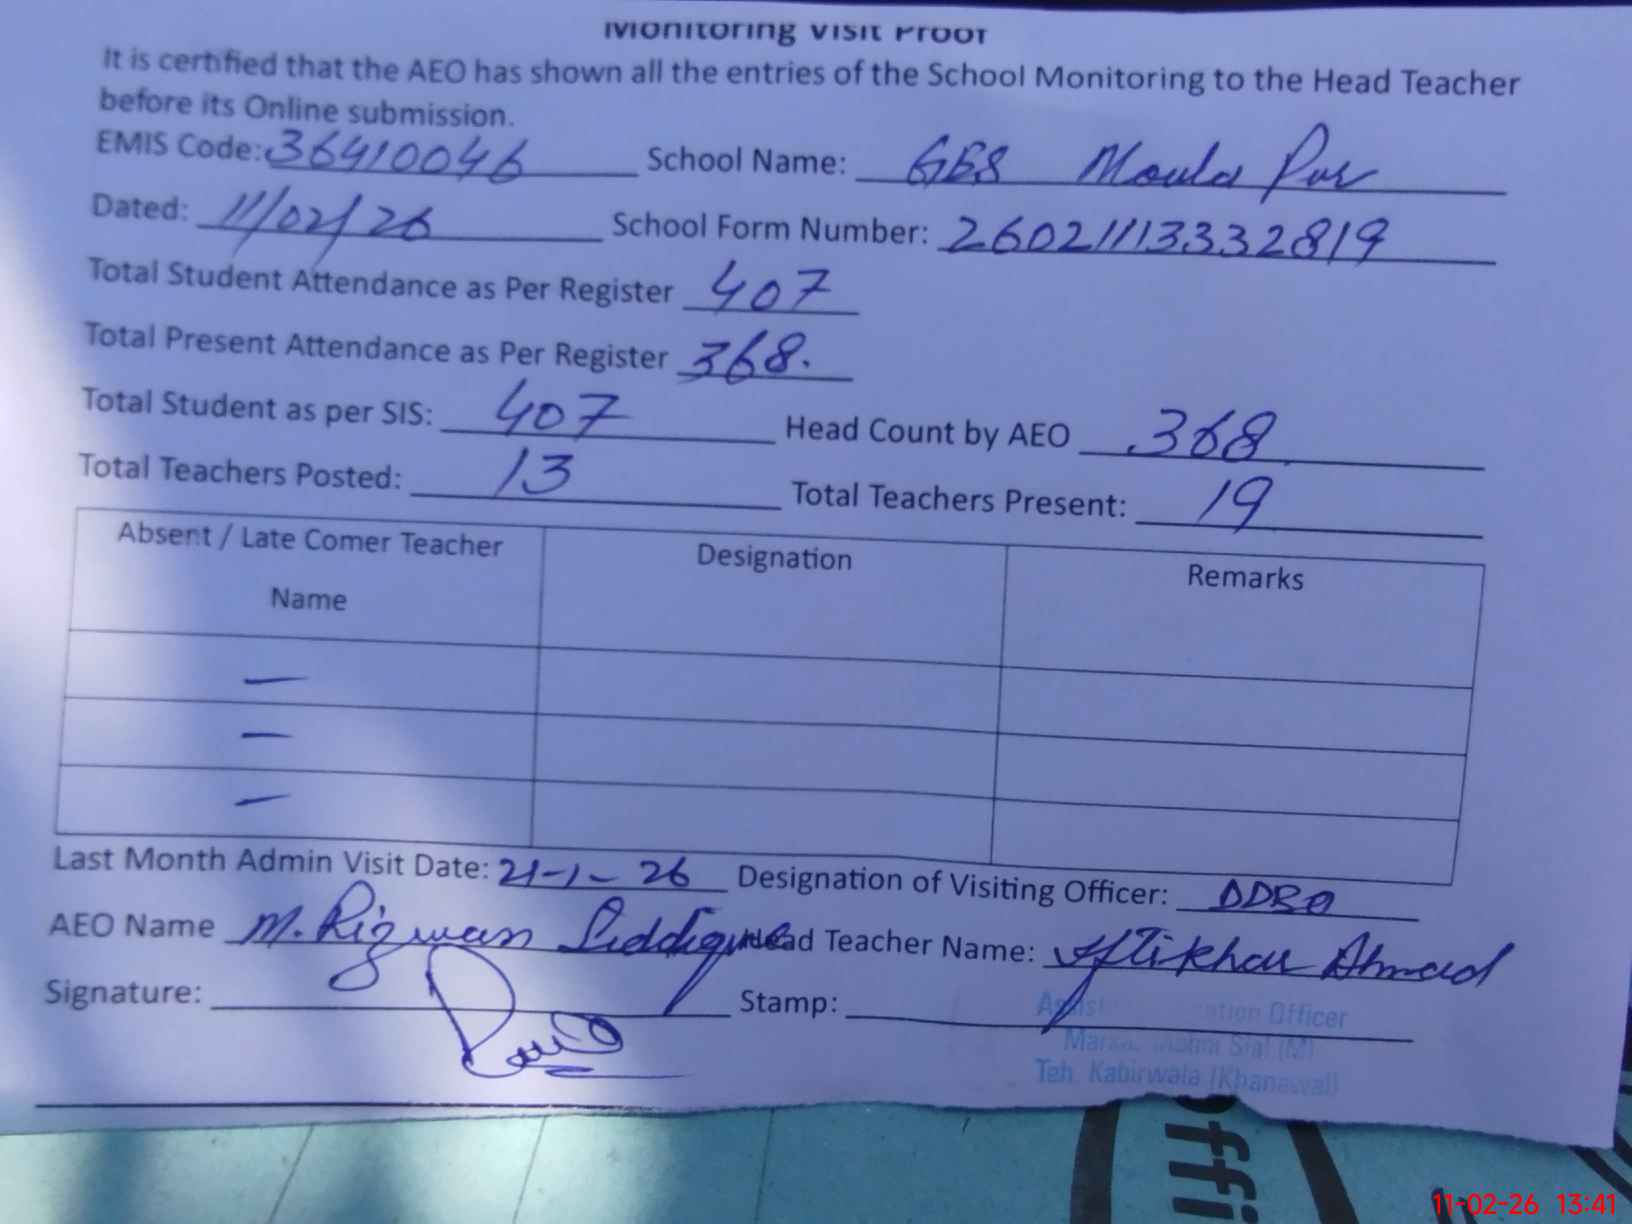 Monitoring Visit Proof
It is certified that the AEO has shown all the entries of the School Monitoring to the Head Teacher
before its Online submission.
EMIS Code: 36410046 School Name: GES Moula Pur
Dated: 11/02/26 School Form Number: 26021113332819
Total Student Attendance as Per Register 407
Total Present Attendance as Per Register 368.
Total Student as per SIS: 407 Head Count by AEO 368
Total Teachers Posted: 13 Total Teachers Present: 19
Absent / Late Comer Teacher Name Designation Remarks
—
—
—
Last Month Admin Visit Date: 21-1-26 Designation of Visiting Officer: DDEO
AEO Name M. Rizwan Siddique Head Teacher Name: Iftikhar Ahmad
Signature: Stamp:
Officer
Teh. Kabirwala (Khanewal)
ffi
11-02-26 13:41